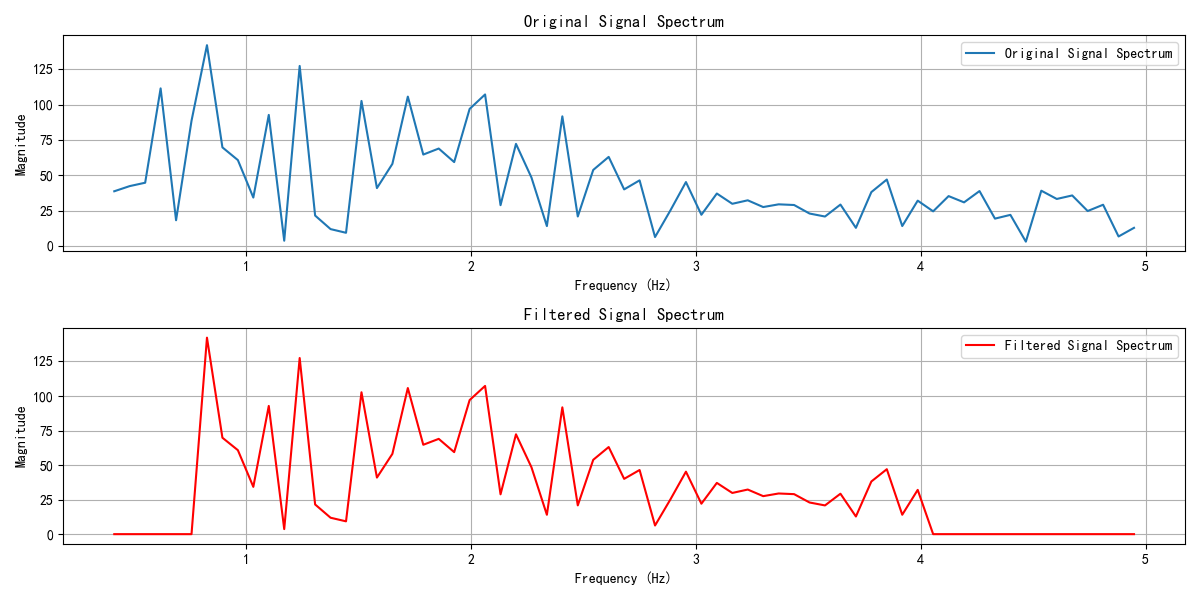 Original Signal Spectrum
Original Signal Spectrum
Magnitude
125
100
75
50
25
0
1
2
3
4
5
Frequency (Hz)
Filtered Signal Spectrum
Filtered Signal Spectrum
Magnitude
125
100
75
50
25
0
1
2
3
4
5
Frequency (Hz)